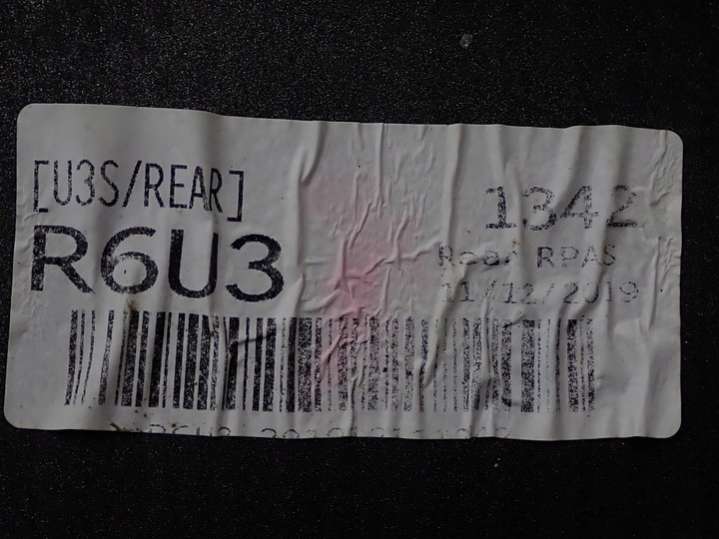 [U3S/REAR]
R6U3
1342
Rear RPAS
11/12/2019